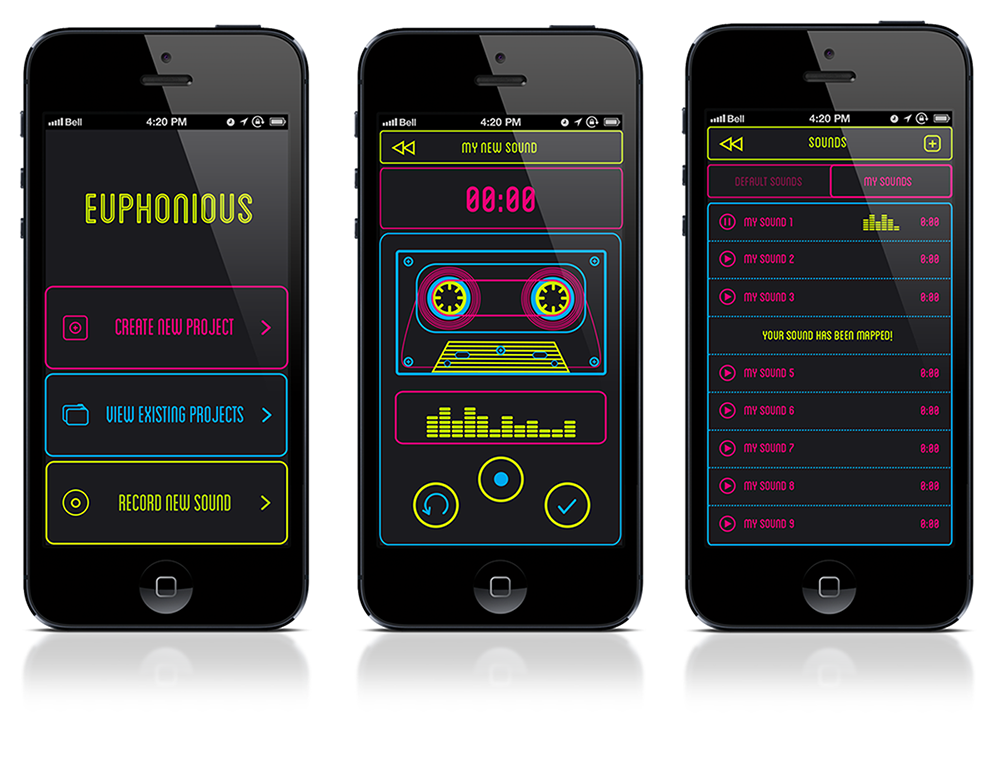 Bell 4:20 PM
EUPHONIOUS
CREATE NEW PROJECT
VIEW EXISTING PROJECTS
RECORD NEW SOUND
Bell 4:20 PM
MY NEW SOUND
00:00
Bell 4:20 PM
SOUNDS
DEFAULT SOUNDS MY SOUNDS
MY SOUND 1 0:00
MY SOUND 2 0:00
MY SOUND 3 0:00
YOUR SOUND HAS BEEN MAPPED!
MY SOUND 5 0:00
MY SOUND 6 0:00
MY SOUND 7 0:00
MY SOUND 8 0:00
MY SOUND 9 0:00